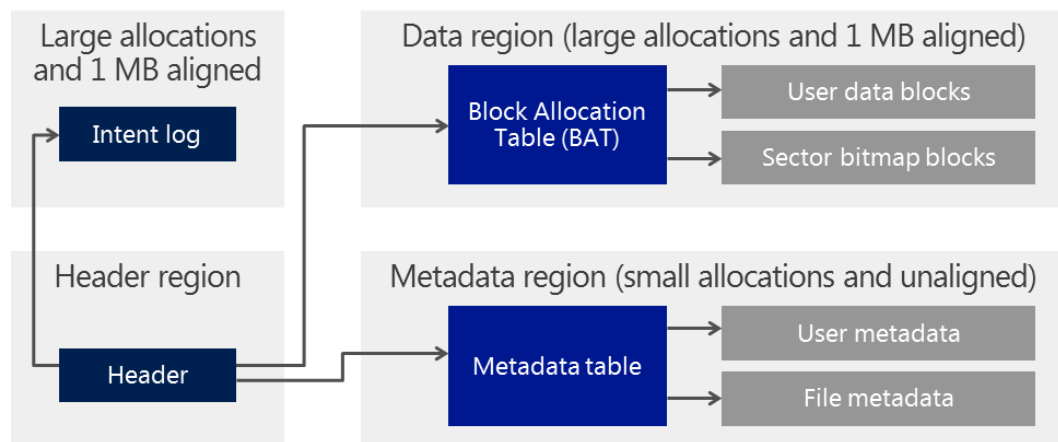 Large allocations
and 1 MB aligned
Intent log
Data region (large allocations and 1 MB aligned)
Block Allocation
Table (BAT)
User data blocks
Sector bitmap blocks
Header region
Header
Metadata region (small allocations and unaligned)
Metadata table
User metadata
File metadata